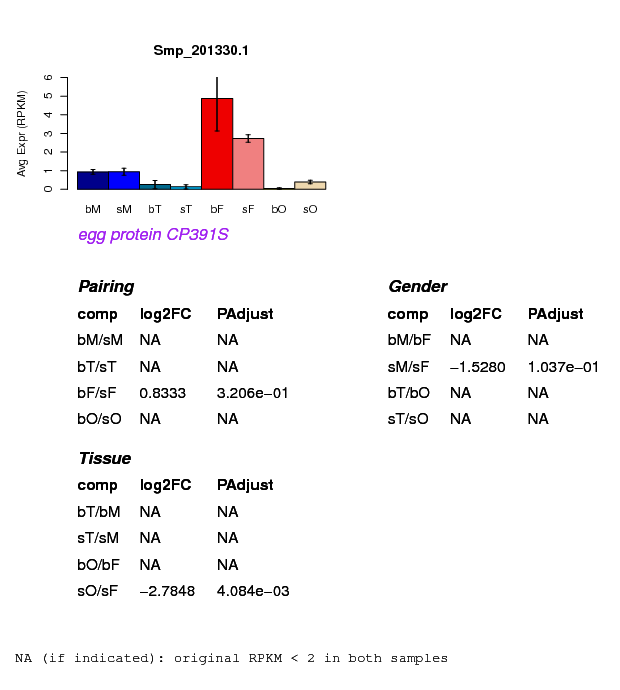 Smp_201330.1
Avg Expr (RPKM)
0 1 2 3 4 5 6
bM sM bT sT bF sF bO sO
egg protein CP391S
Pairing
comp log2FC PAdjust
bM/sM NA NA
bT/sT NA NA
bF/sF 0.8333 3.206e−01
bO/sO NA NA
Gender
comp log2FC PAdjust
bM/bF NA NA
sM/sF −1.5280 1.037e−01
bT/bO NA NA
sT/sO NA NA
Tissue
comp log2FC PAdjust
bT/bM NA NA
sT/sM NA NA
bO/bF NA NA
sO/sF −2.7848 4.084e−03
NA (if indicated): original RPKM < 2 in both samples